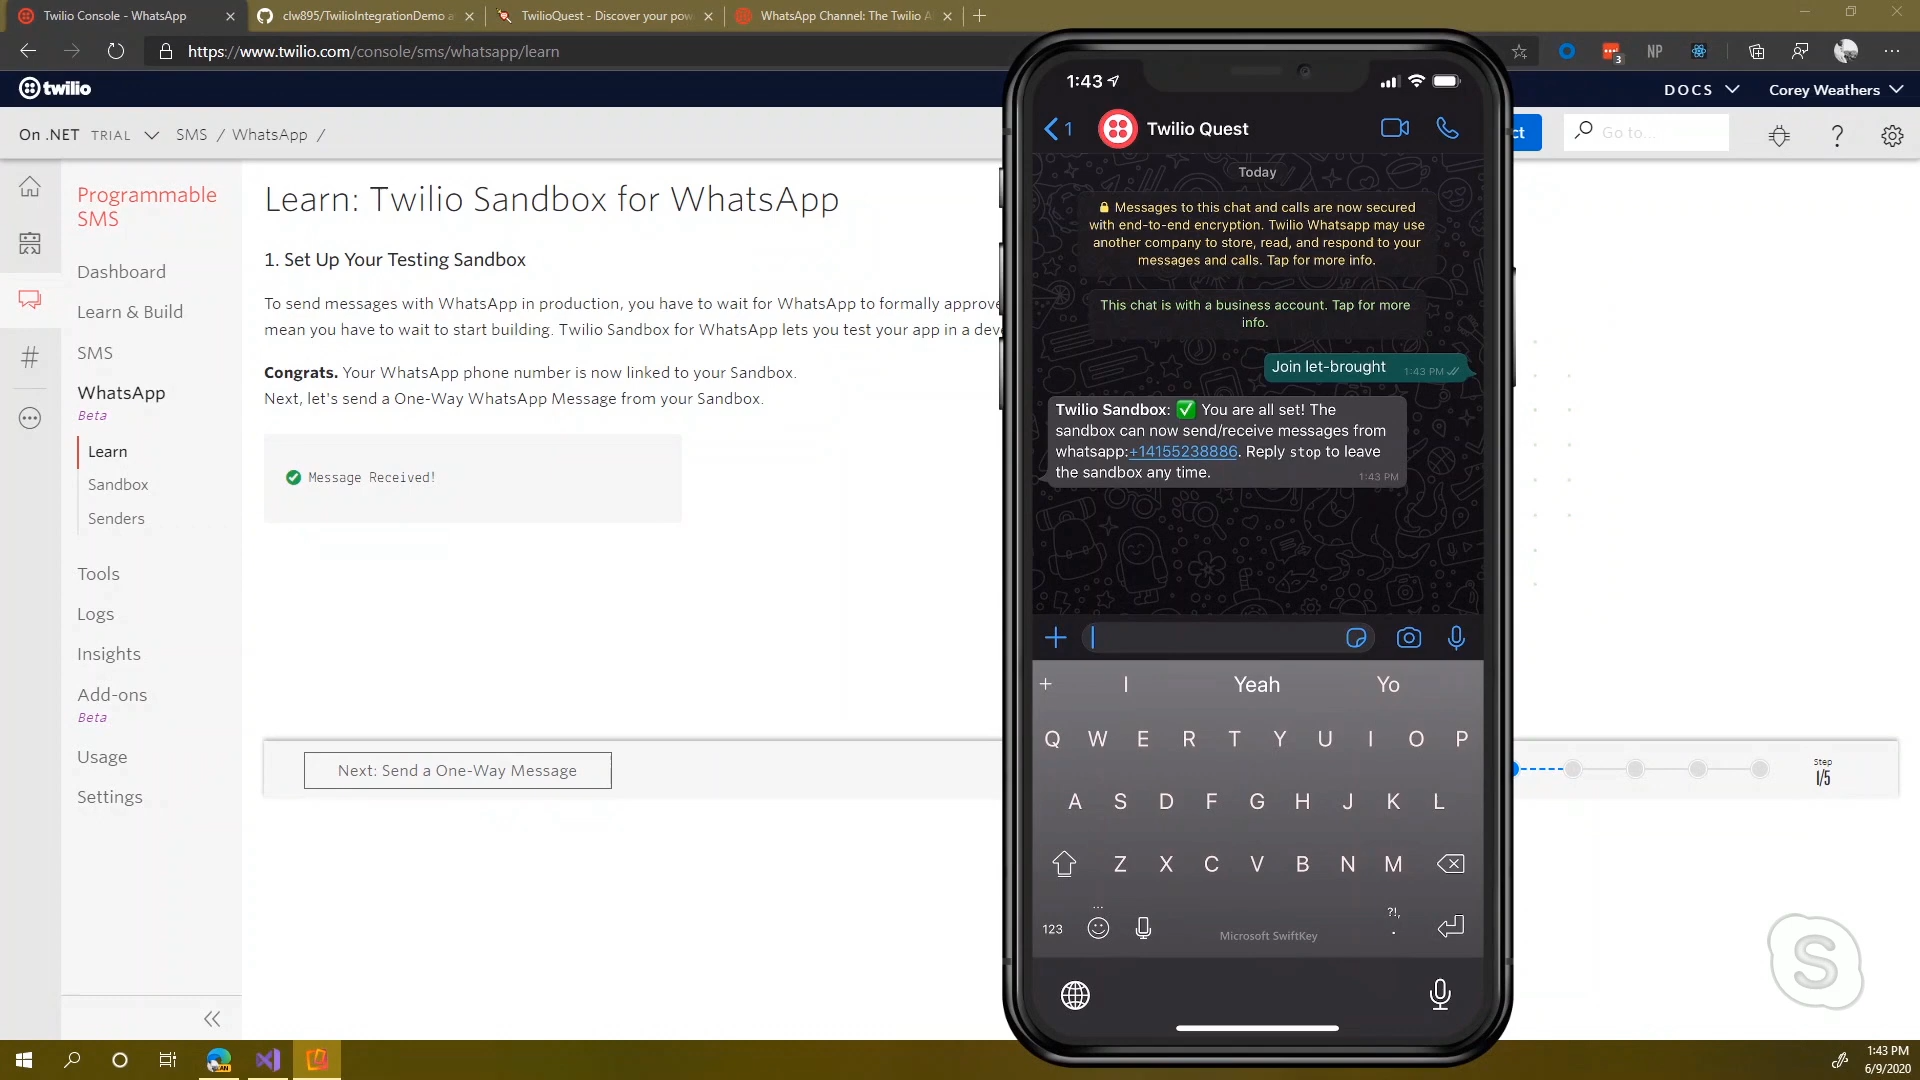 Twilio Console - WhatsApp
clw895/TwilioIntegrationDemo a
TwilioQuest - Discover your pow
WhatsApp Channel: The Twilio A
https://www.twilio.com/console/sms/whatsapp/learn
3
NP
twilio
DOCS
Corey Weathers
On .NET TRIAL
SMS / WhatsApp /
ct
Go to...
?
Programmable
SMS
Dashboard
Learn & Build
SMS
WhatsApp
Beta
Learn
Sandbox
Senders
Tools
Logs
Insights
Add-ons
Beta
Usage
Settings
Learn: Twilio Sandbox for WhatsApp
1. Set Up Your Testing Sandbox
To send messages with WhatsApp in production, you have to wait for WhatsApp to formally approve
mean you have to wait to start building. Twilio Sandbox for WhatsApp lets you test your app in a dev
Congrats. Your WhatsApp phone number is now linked to your Sandbox.
Next, let's send a One-Way WhatsApp Message from your Sandbox.
Message Received!
Next: Send a One-Way Message
Step
1/5
1:43
1
Twilio Quest
Today
Messages to this chat and calls are now secured
with end-to-end encryption. Twilio Whatsapp may use
another company to store, read, and respond to your
messages and calls. Tap for more info.
This chat is with a business account. Tap for more
info.
Join let-brought
1:43 PM
Twilio Sandbox: ✅ You are all set! The
sandbox can now send/receive messages from
whatsapp:+14155238886. Reply stop to leave
the sandbox any time.
1:43 PM
+ I Yeah Yo
Q W E R T Y U I O P
A S D F G H J K L
Z X C V B N M
123
Microsoft SwiftKey
?!,
.
1:43 PM
6/9/2020